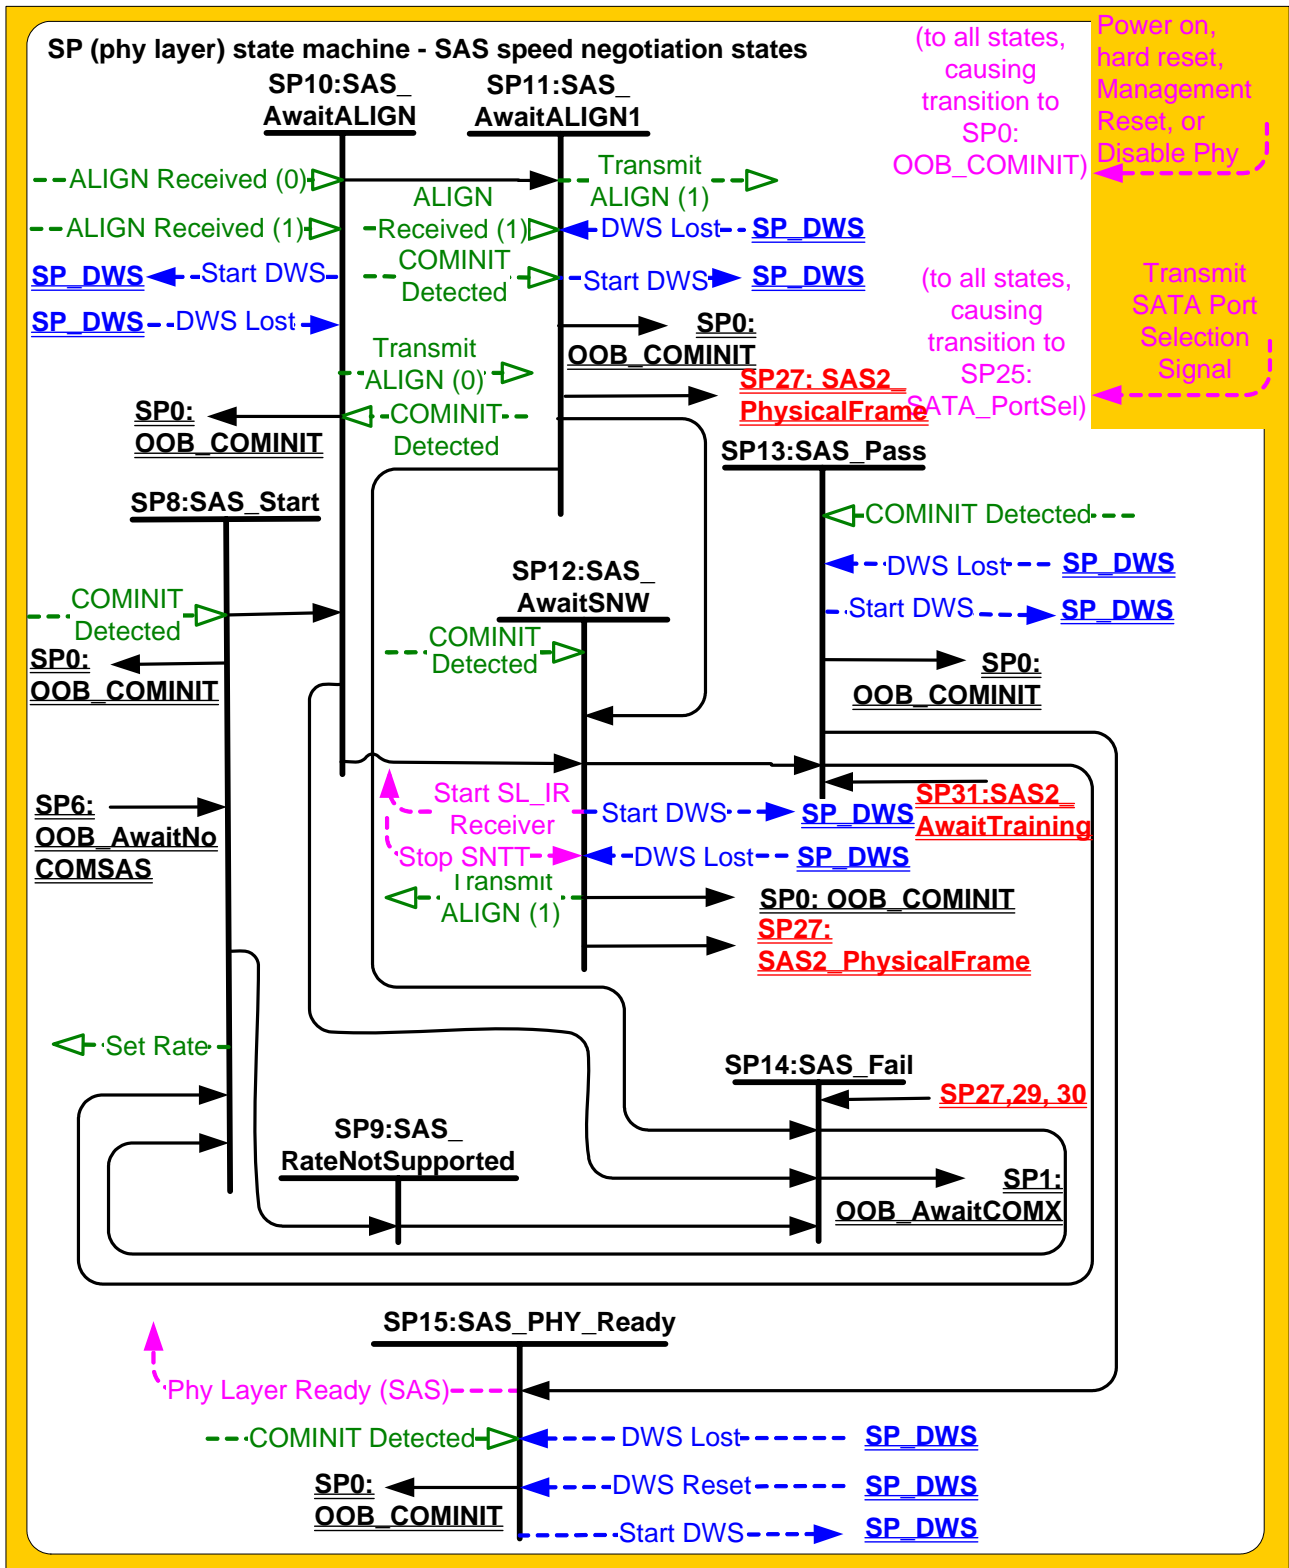 SP (phy layer) state machine - SAS speed negotiation states
(to all states,
causing
transition to
SP0:
OOB_COMINIT)
Power on,
hard reset,
Management
Reset, or
Disable Phy
SP10:SAS_
AwaitALIGN
SP11:SAS_
AwaitALIGN1
ALIGN Received (0)
Transmit
ALIGN (1)
ALIGN Received (1)
ALIGN
Received (1)
DWS Lost
SP_DWS
SP_DWS
Start DWS
COMINIT
Detected
Start DWS
SP_DWS
(to all states,
causing
transition to
SP25:
SATA_PortSel)
Transmit
SATA Port
Selection
Signal
SP_DWS
DWS Lost
SP0:
OOB_COMINIT
Transmit
ALIGN (0)
SP27: SAS2_
PhysicalFrame
SP0:
OOB_COMINIT
COMINIT
Detected
SP13:SAS_Pass
SP8:SAS_Start
COMINIT Detected
DWS Lost
SP_DWS
Start DWS
SP_DWS
SP12:SAS_
AwaitSNW
COMINIT
Detected
COMINIT
Detected
SP0:
OOB_COMINIT
SP0:
OOB_COMINIT
SP6:
OOB_AwaitNo
COMSAS
Start SL_IR
Receiver
Start DWS
SP_DWS
SP31:SAS2_
AwaitTraining
Stop SNTT
DWS Lost
SP_DWS
Transmit
ALIGN (1)
SP0: OOB_COMINIT
SP27:
SAS2_PhysicalFrame
Set Rate
SP14:SAS_Fail
SP27,29, 30
SP9:SAS_
RateNotSupported
SP1:
OOB_AwaitCOMX
SP15:SAS_PHY_Ready
Phy Layer Ready (SAS)
COMINIT Detected
DWS Lost
SP_DWS
SP0:
OOB_COMINIT
DWS Reset
SP_DWS
Start DWS
SP_DWS